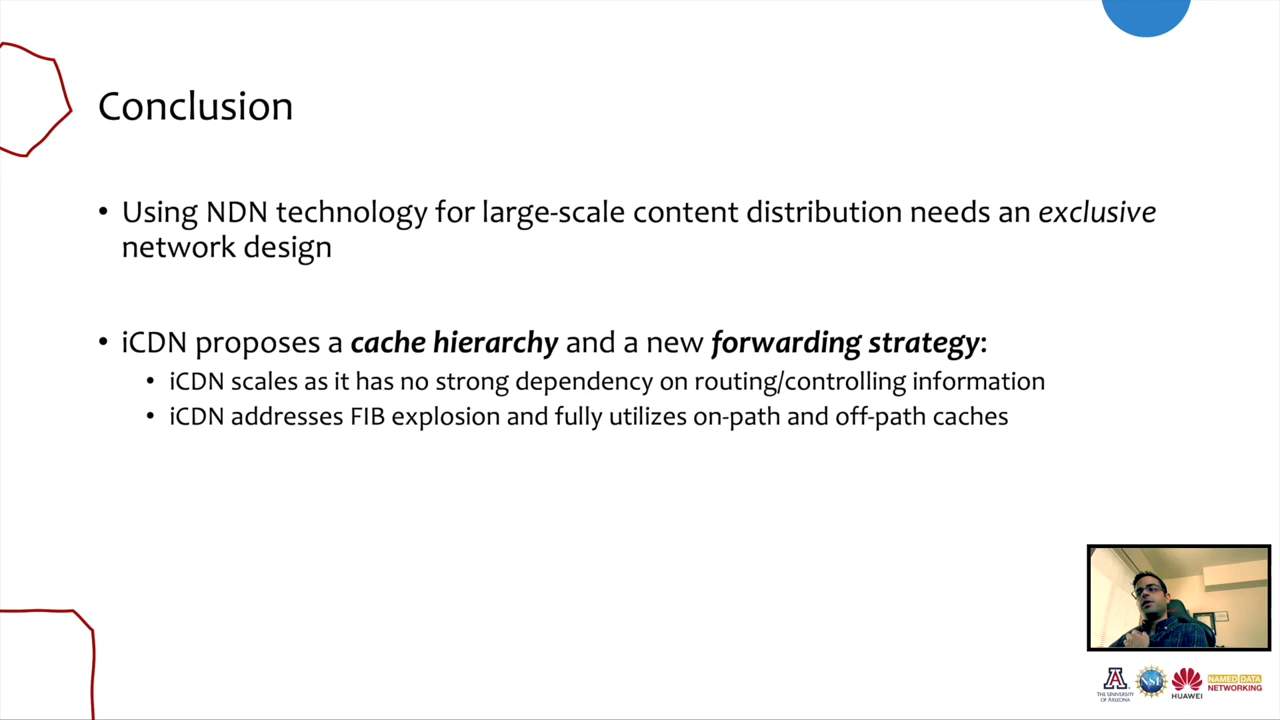 Conclusion
• Using NDN technology for large-scale content distribution needs an exclusive
network design
• iCDN proposes a cache hierarchy and a new forwarding strategy:
• iCDN scales as it has no strong dependency on routing/controlling information
• iCDN addresses FIB explosion and fully utilizes on-path and off-path caches
A
THE UNIVERSITY
OF ARIZONA
NSF
HUAWEI
NAMED DATA
NETWORKING